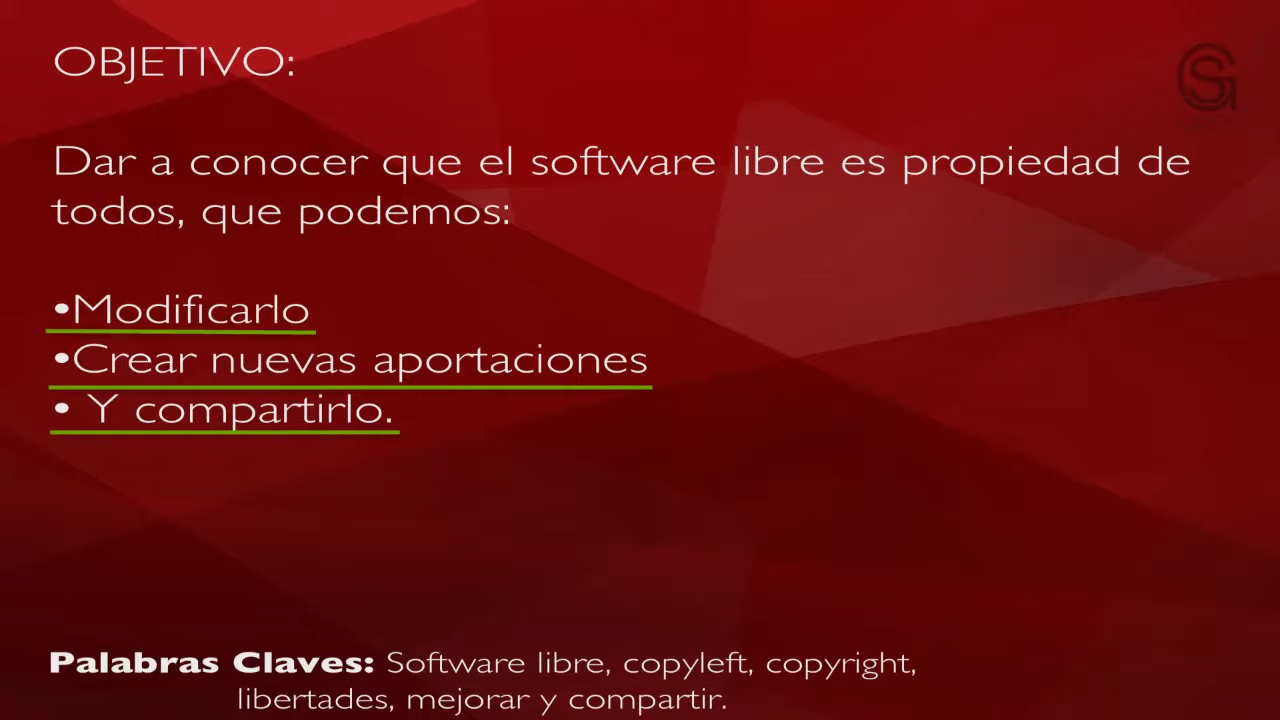 OBJETIVO:
Dar a conocer que el software libre es propiedad de
todos, que podemos:
•Modificarlo
•Crear nuevas aportaciones
• Y compartirlo.
Palabras Claves: Software libre, copyleft, copyright,
libertades, mejorar y compartir.